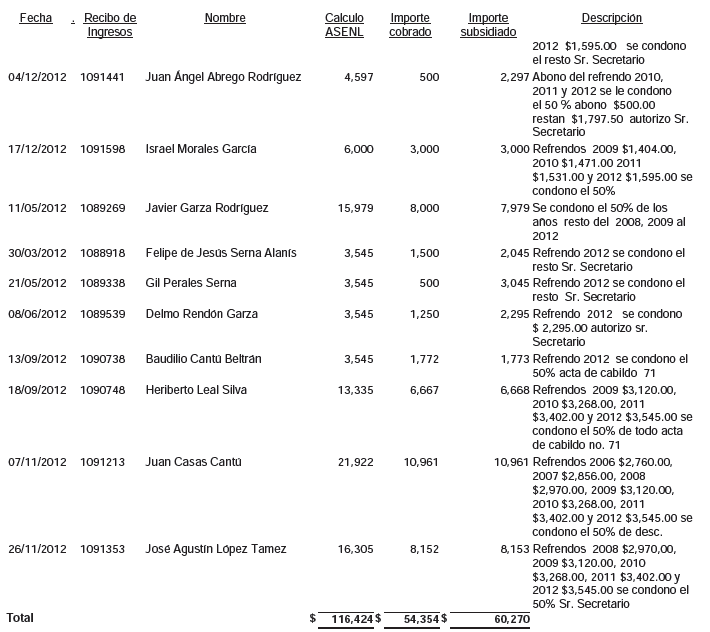 Fecha . Recibo de Nombre Calculo Importe Importe Descripción
Ingresos ASENL cobrado subsidiado
2012 $1,595.00 se condono
el resto Sr. Secretario
04/12/2012 1091441 Juan Ángel Abrego Rodríguez 4,597 500 2,297 Abono del refrendo 2010,
2011 y 2012 se le condono
el 50 % abono $500.00
restan $1,797.50 autorizo Sr.
Secretario
17/12/2012 1091598 Israel Morales García 6,000 3,000 3,000 Refrendos 2009 $1,404.00,
2010 $1,471.00 2011
$1,531.00 y 2012 $1,595.00 se
condono el 50%
11/05/2012 1089269 Javier Garza Rodríguez 15,979 8,000 7,979 Se condono el 50% de los
años resto del 2008, 2009 al
2012
30/03/2012 1088918 Felipe de Jesús Serna Alanís 3,545 1,500 2,045 Refrendo 2012 se condono el
resto Sr. Secretario
21/05/2012 1089338 Gil Perales Serna 3,545 500 3,045 Refrendo 2012 se condono el
resto Sr. Secretario
08/06/2012 1089539 Delmo Rendón Garza 3,545 1,250 2,295 Refrendo 2012 se condono
$ 2,295.00 autorizo sr.
Secretario
13/09/2012 1090738 Baudilio Cantú Beltrán 3,545 1,772 1,773 Refrendo 2012 se condono el
50% acta de cabildo 71
18/09/2012 1090748 Heriberto Leal Silva 13,335 6,667 6,668 Refrendos 2009 $3,120.00,
2010 $3,268.00, 2011
$3,402.00 y 2012 $3,545.00 se
condono el 50% de todo acta
de cabildo no. 71
07/11/2012 1091213 Juan Casas Cantú 21,922 10,961 10,961 Refrendos 2006 $2,760.00,
2007 $2,856.00, 2008
$2,970.00, 2009 $3,120.00,
2010 $3,268.00, 2011
$3,402.00 y 2012 $3,545.00 se
condono el 50% de desc.
26/11/2012 1091353 José Agustín López Tamez 16,305 8,152 8,153 Refrendos 2008 $2,970,00,
2009 $3,120.00, 2010
$3,268.00, 2011 $3,402.00 y
2012 $3,545.00 se condono el
50% Sr. Secretario
Total $ 116,424 $ 54,354 $ 60,270